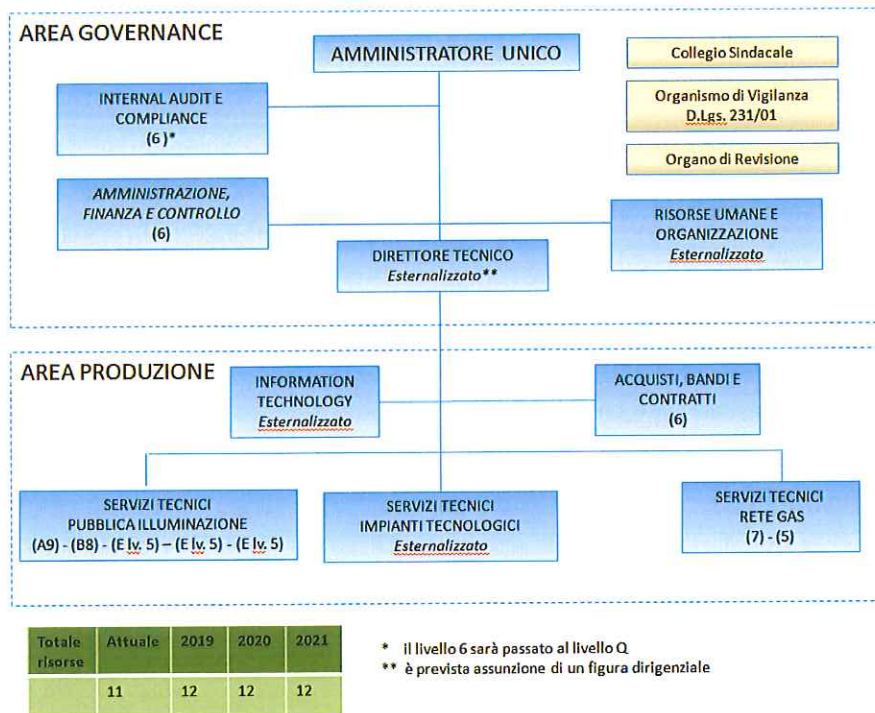 AREA GOVERNANCE
AMMINISTRATORE UNICO
Collegio Sindacale
INTERNAL AUDIT E
COMPLIANCE
(6 )*
Organismo di Vigilanza
D.Lgs. 231/01
Organo di Revisione
AMMINISTRAZIONE,
FINANZA E CONTROLLO
(6)
RISORSE UMANE E
ORGANIZZAZIONE
Esternalizzato
DIRETTORE TECNICO
Esternalizzato**
AREA PRODUZIONE
INFORMATION
TECHNOLOGY
Esternalizzato
ACQUISTI, BANDI E
CONTRATTI
(6)
SERVIZI TECNICI
PUBBLICA ILLUMINAZIONE
(A9) - (B8) - (E lv. 5) – (E lv. 5) - (E lv. 5)
SERVIZI TECNICI
IMPIANTI TECNOLOGICI
Esternalizzato
SERVIZI TECNICI
RETE GAS
(7) - (5)
Totale risorse Attuale 2019 2020 2021
11 12 12 12
* il livello 6 sarà passato al livello Q
** è prevista assunzione di un figura dirigenziale